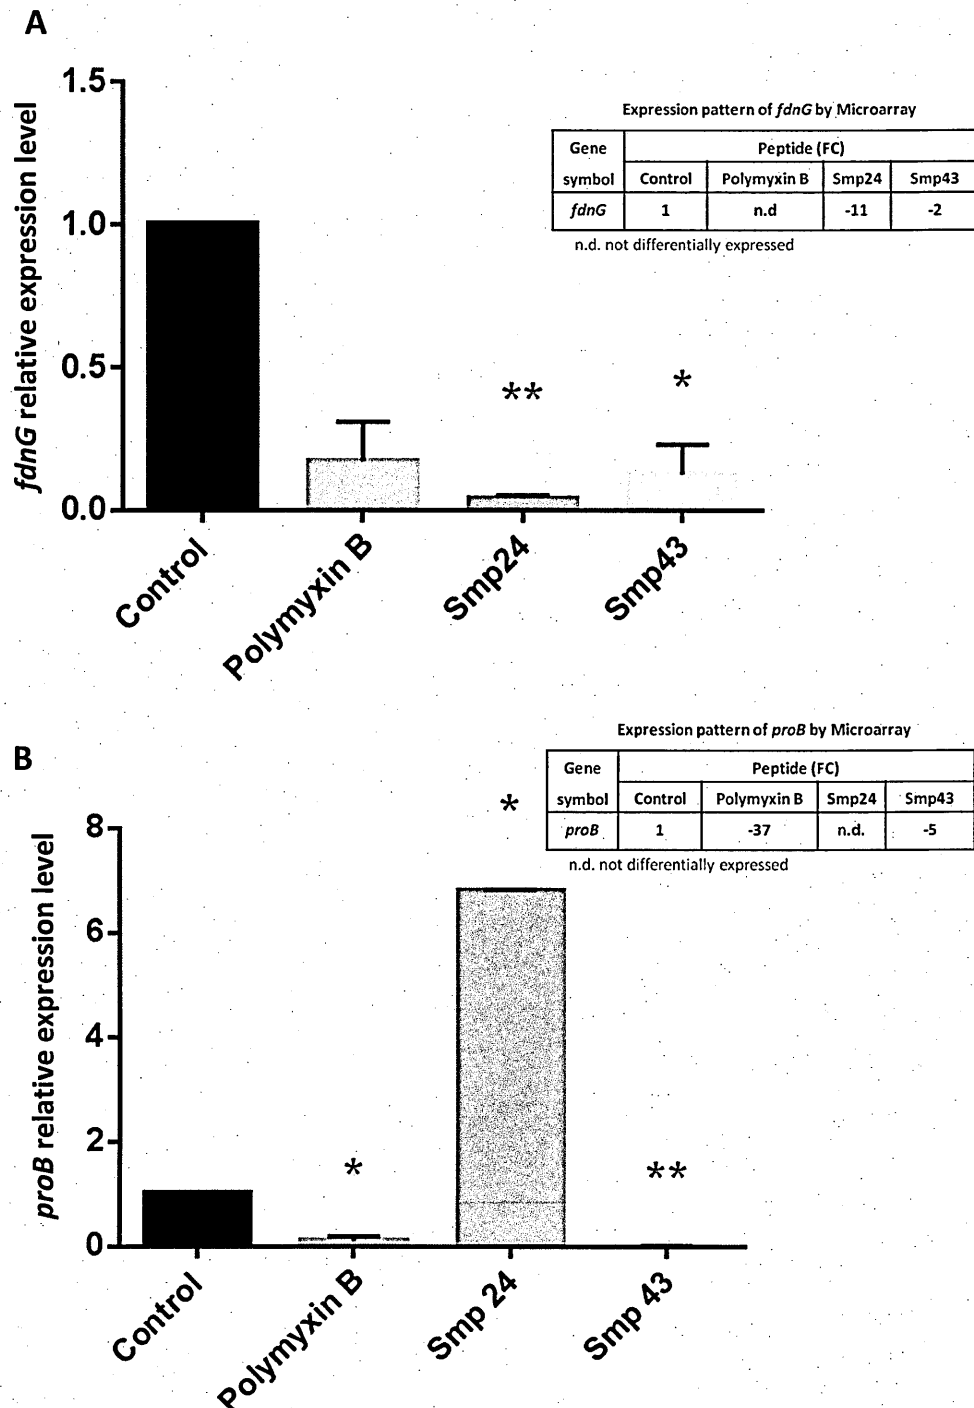 A
fdnG relative expression level
1.5
1.0
0.5
0.0
** *
Control Polymyxin B Smp24 Smp43
Expression pattern of fdnG by Microarray
Gene symbol Peptide (FC)
Control Polymyxin B Smp24 Smp43
fdnG 1 n.d -11 -2
n.d. not differentially expressed
B
proB relative expression level
8
6
4
2
0
* * **
Control Polymyxin B Smp 24 Smp 43
Expression pattern of proB by Microarray
Gene symbol Peptide (FC)
Control Polymyxin B Smp24 Smp43
proB 1 -37 n.d. -5
n.d. not differentially expressed